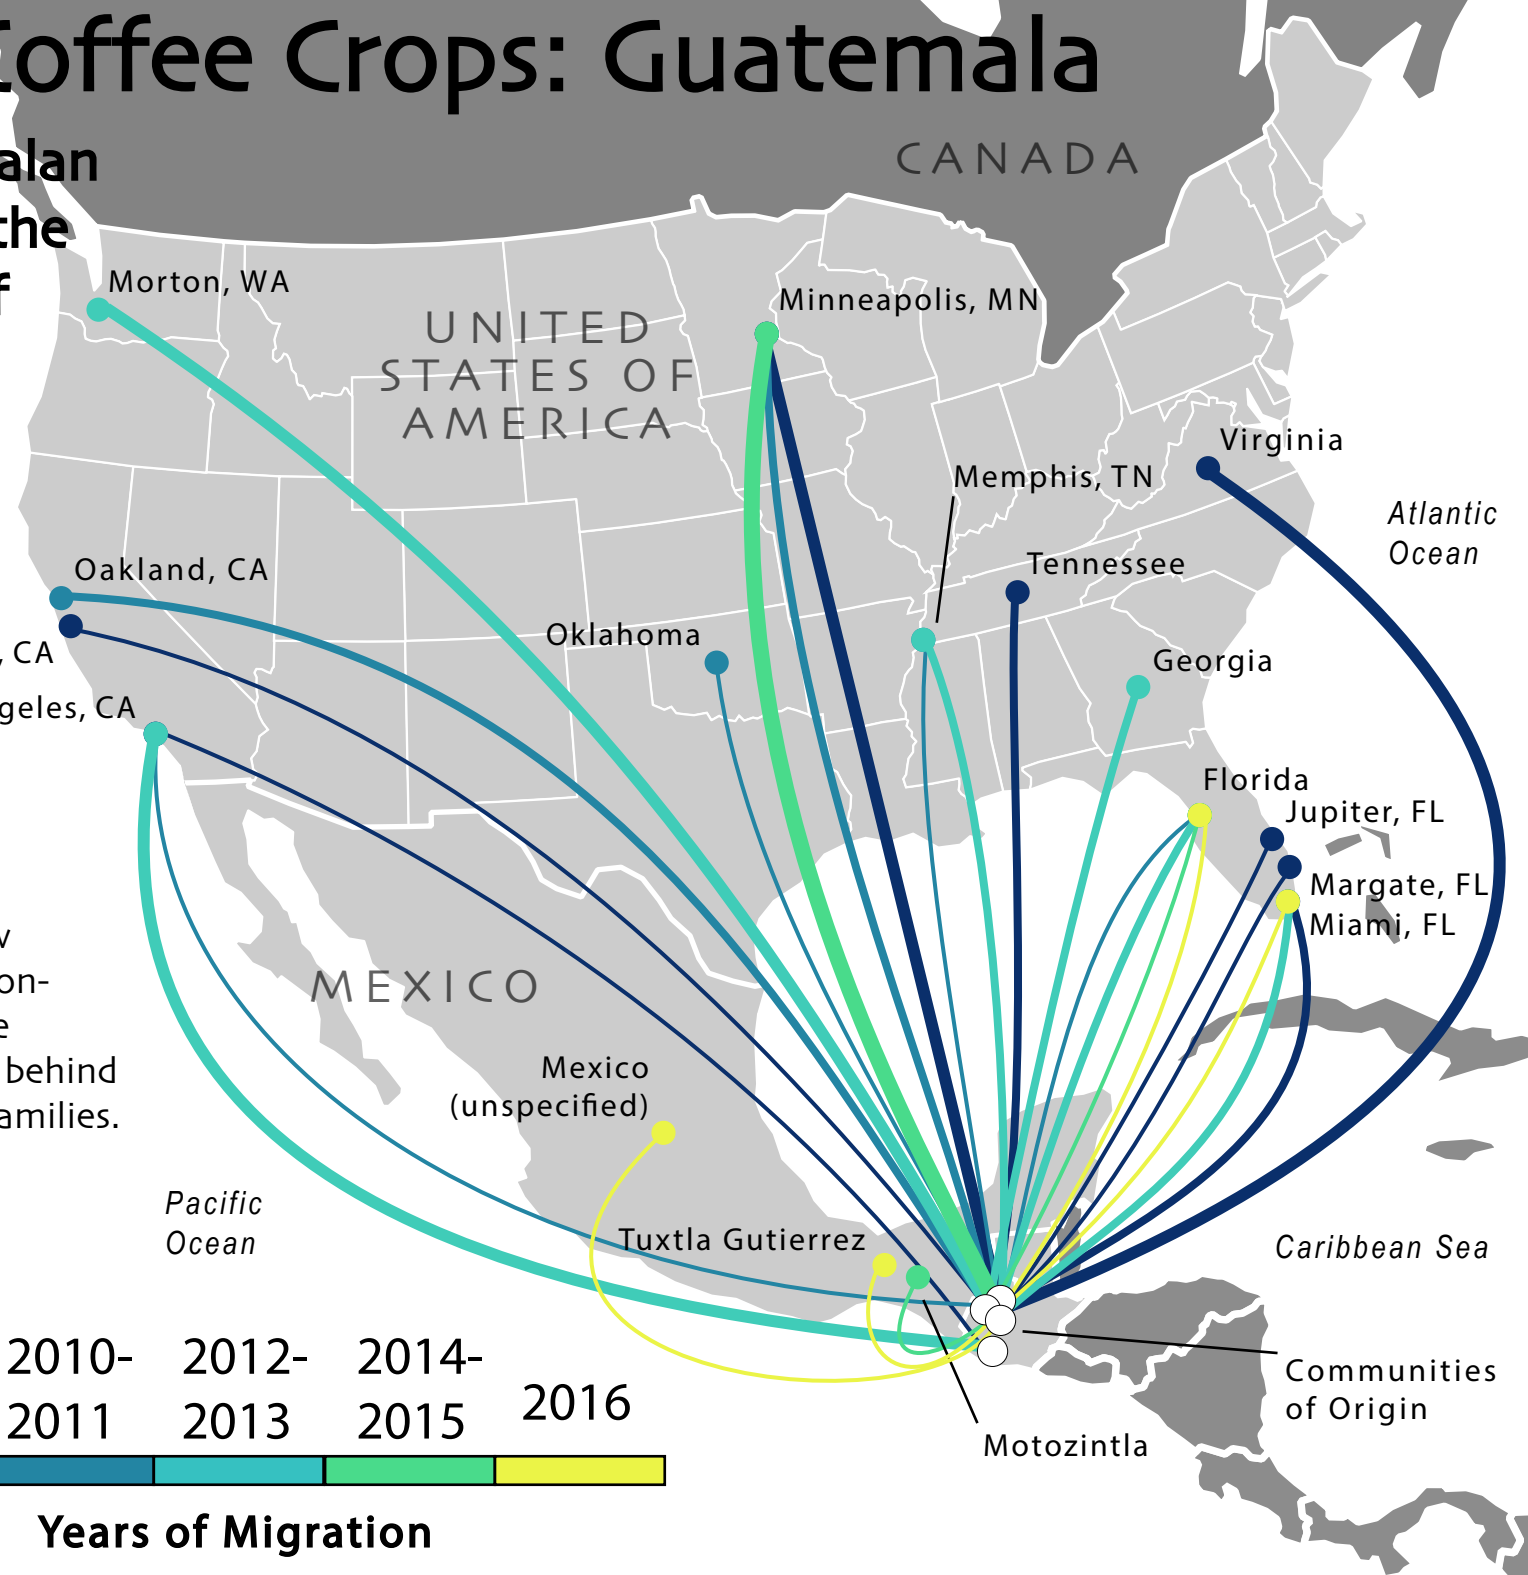 Coffee Crops: Guatemala
alan
the
f
CANADA
Morton, WA
Minneapolis, MN
UNITED
STATES OF
AMERICA
Virginia
Memphis, TN
Atlantic
Ocean
Tennessee
Oakland, CA
Oklahoma
, CA
Georgia
geles, CA
Florida
Jupiter, FL
Margate, FL
Miami, FL
v
on-
e
behind
amilies.
MEXICO
Mexico
(unspecified)
Pacific
Ocean
Tuxtla Gutierrez
Caribbean Sea
Communities
of Origin
Motozintla
2010-
2011
2012-
2013
2014-
2015
2016
Years of Migration